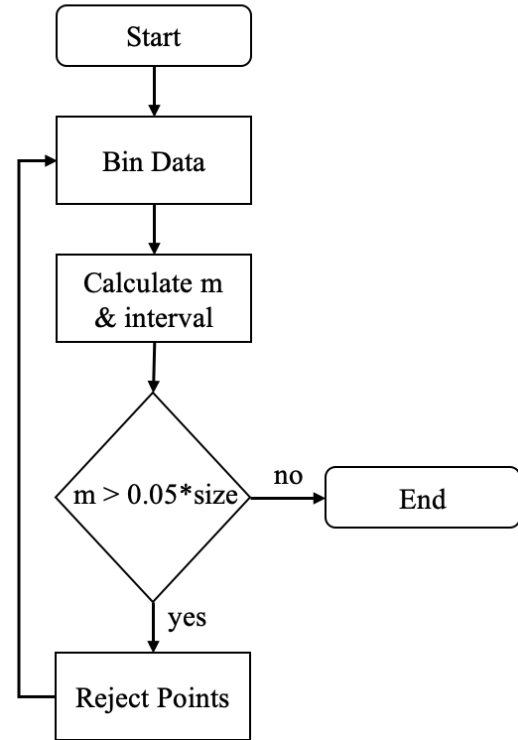 Start
Bin Data
Calculate m
& interval
m > 0.05*size
no
End
yes
Reject Points